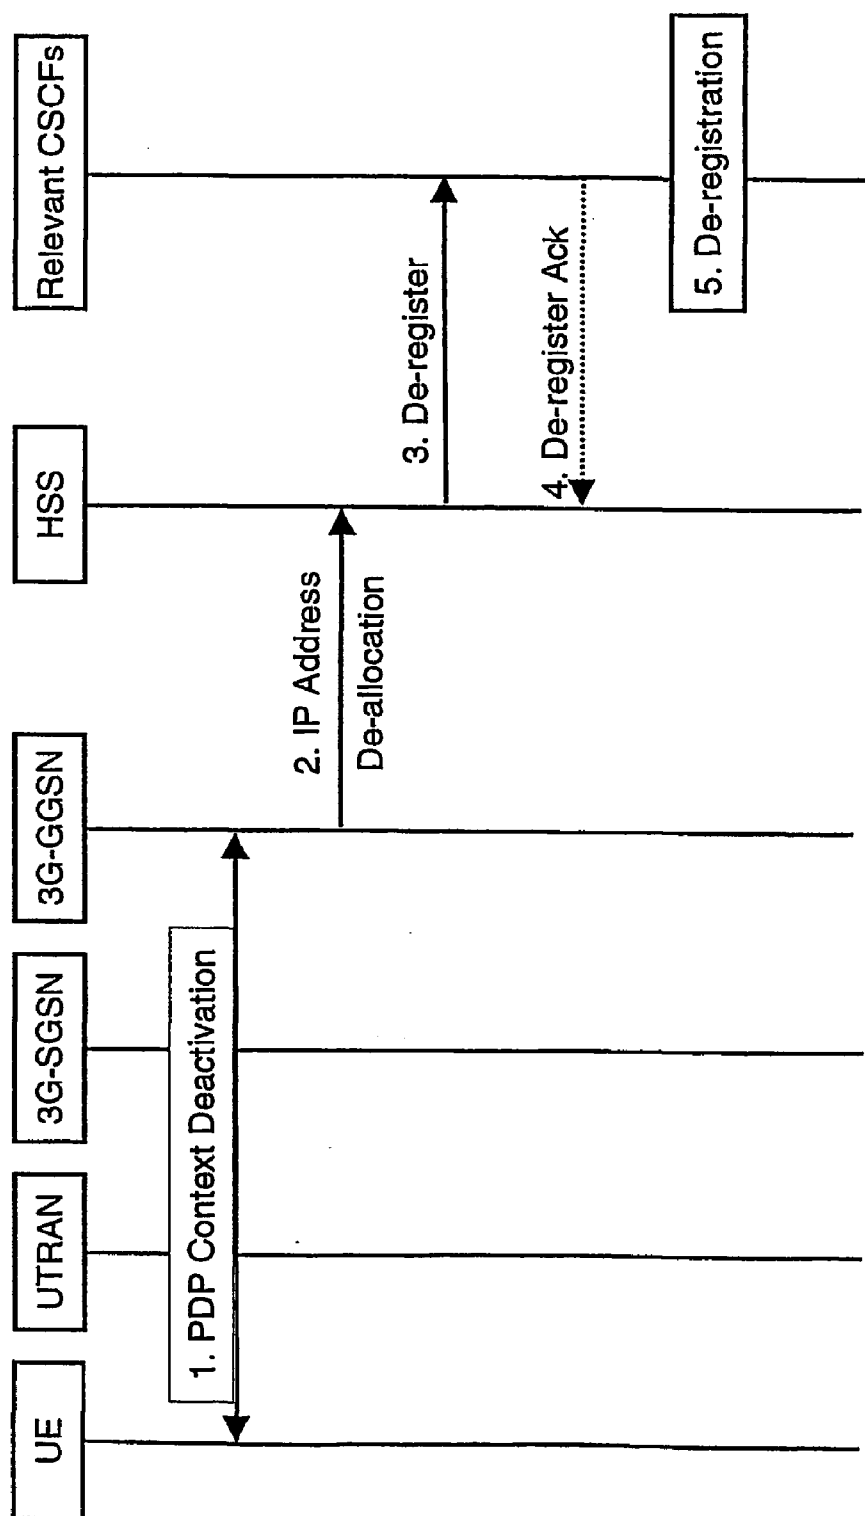 UE
UTRAN
3G-SGSN
3G-GGSN
HSS
Relevant CSCFs
1. PDP Context Deactivation
2. IP Address
De-allocation
3. De-register
4. De-register Ack
5. De-registration